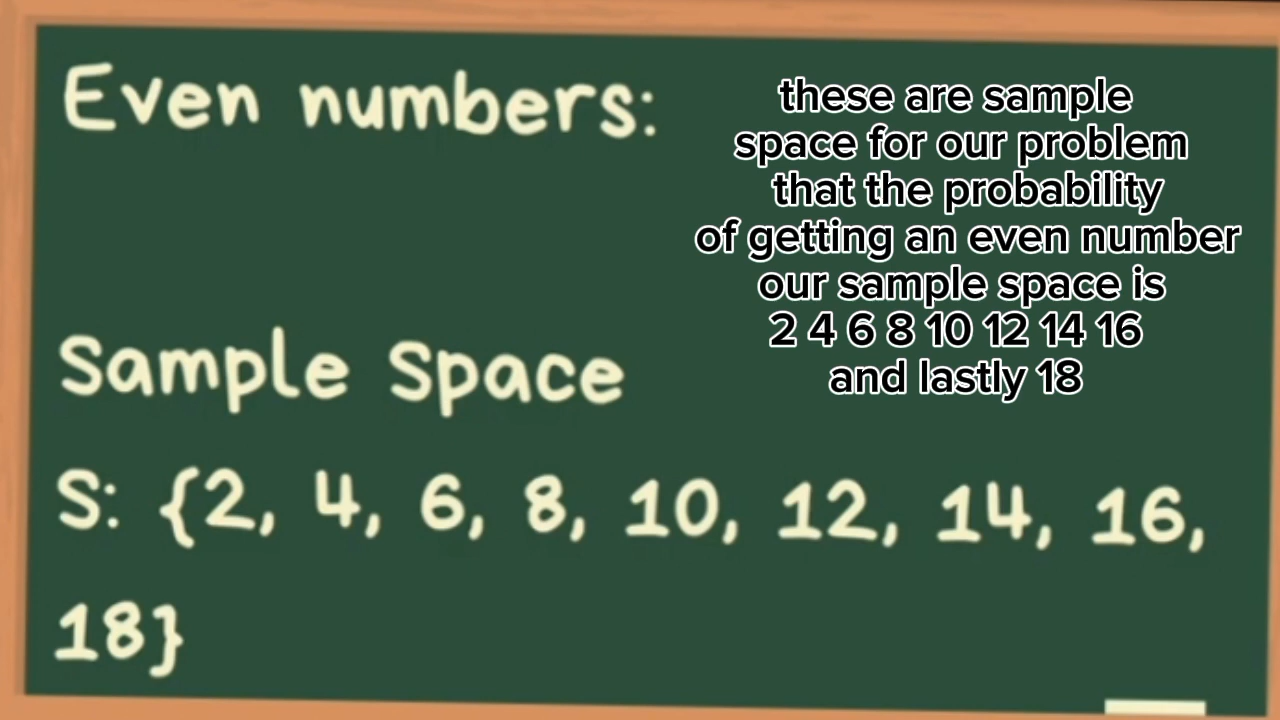 Even numbers:
these are sample
space for our problem
that the probability
of getting an even number
our sample space is
2 4 6 8 10 12 14 16
and lastly 18
Sample Space
S: {2, 4, 6, 8, 10, 12, 14, 16,
18}